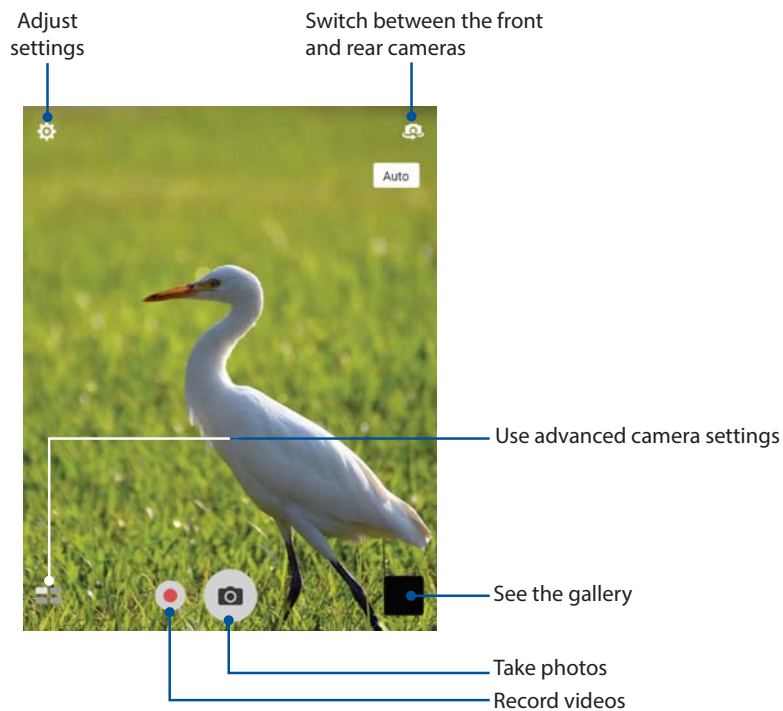 Adjust
settings
Switch between the front
and rear cameras
Auto
Use advanced camera settings
See the gallery
Take photos
Record videos